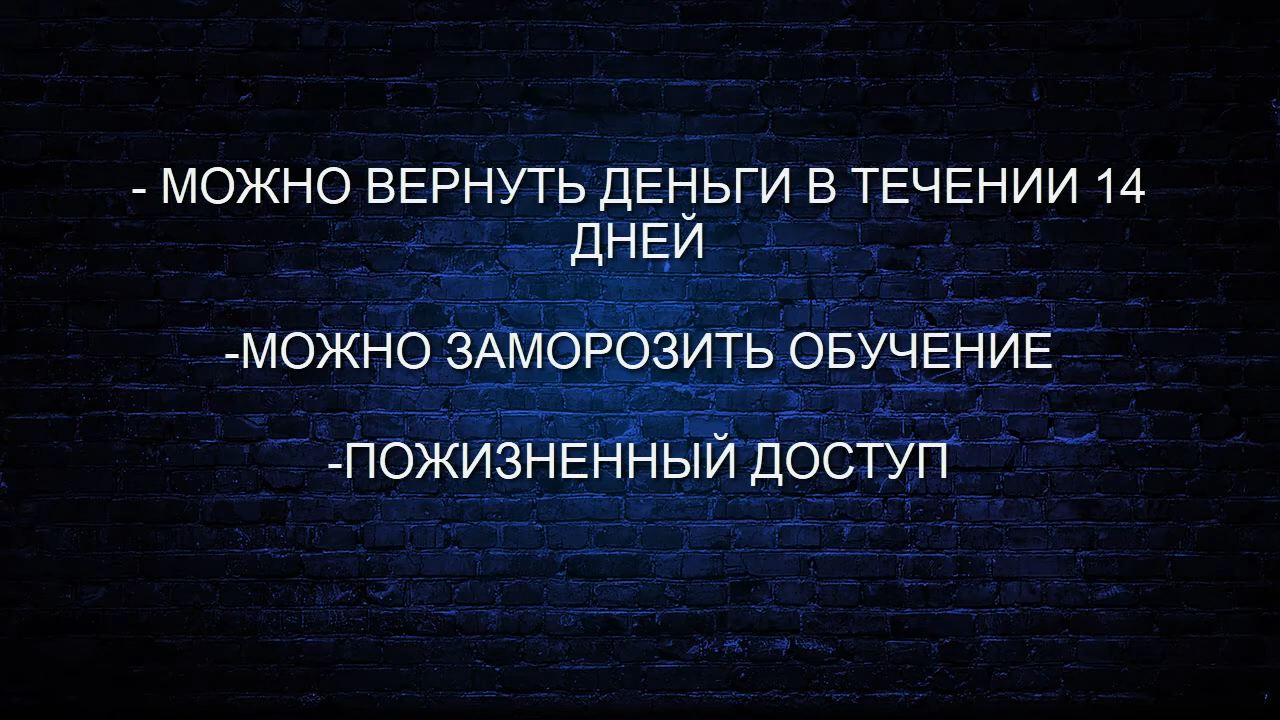 - МОЖНО ВЕРНУТЬ ДЕНЬГИ В ТЕЧЕНИИ 14
ДНЕЙ
-МОЖНО ЗАМОРОЗИТЬ ОБУЧЕНИЕ
-ПОЖИЗНЕННЫЙ ДОСТУП